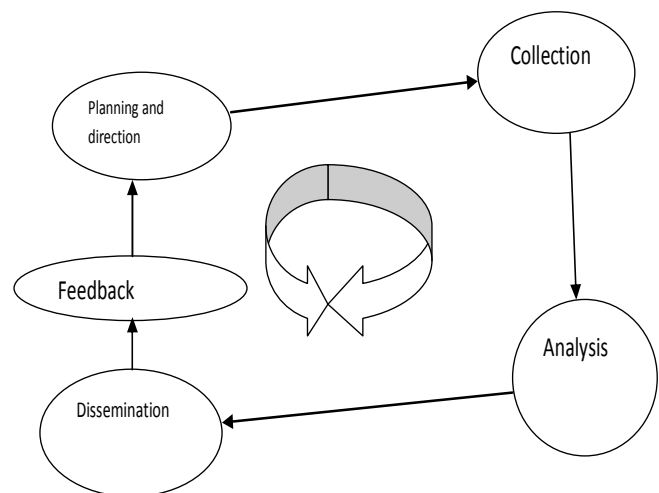 Collection
Planning and
direction
Feedback
Analysis
Dissemination